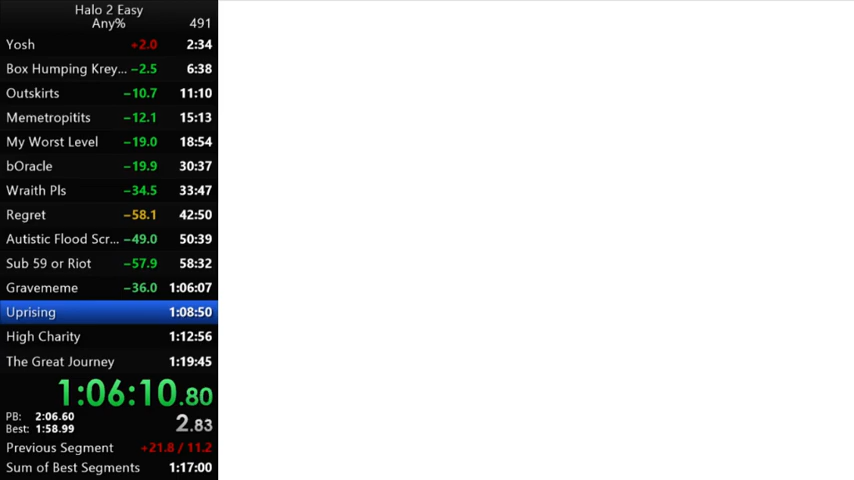 Halo 2 Easy
Any% 491
Yosh +2.0 2:34
Box Humping Krey... −2.5 6:38
Outskirts −10.7 11:10
Memetropitits −12.1 15:13
My Worst Level −19.0 18:54
bOracle −19.9 30:37
Wraith Pls −34.5 33:47
Regret −58.1 42:50
Autistic Flood Scr... −49.0 50:39
Sub 59 or Riot −57.9 58:32
Gravememe −36.0 1:06:07
Uprising 1:08:50
High Charity 1:12:56
The Great Journey 1:19:45
1:06:10.80
PB: 2:06.60 2.83
Best: 1:58.99
Previous Segment +21.8 / 11.2
Sum of Best Segments 1:17:00